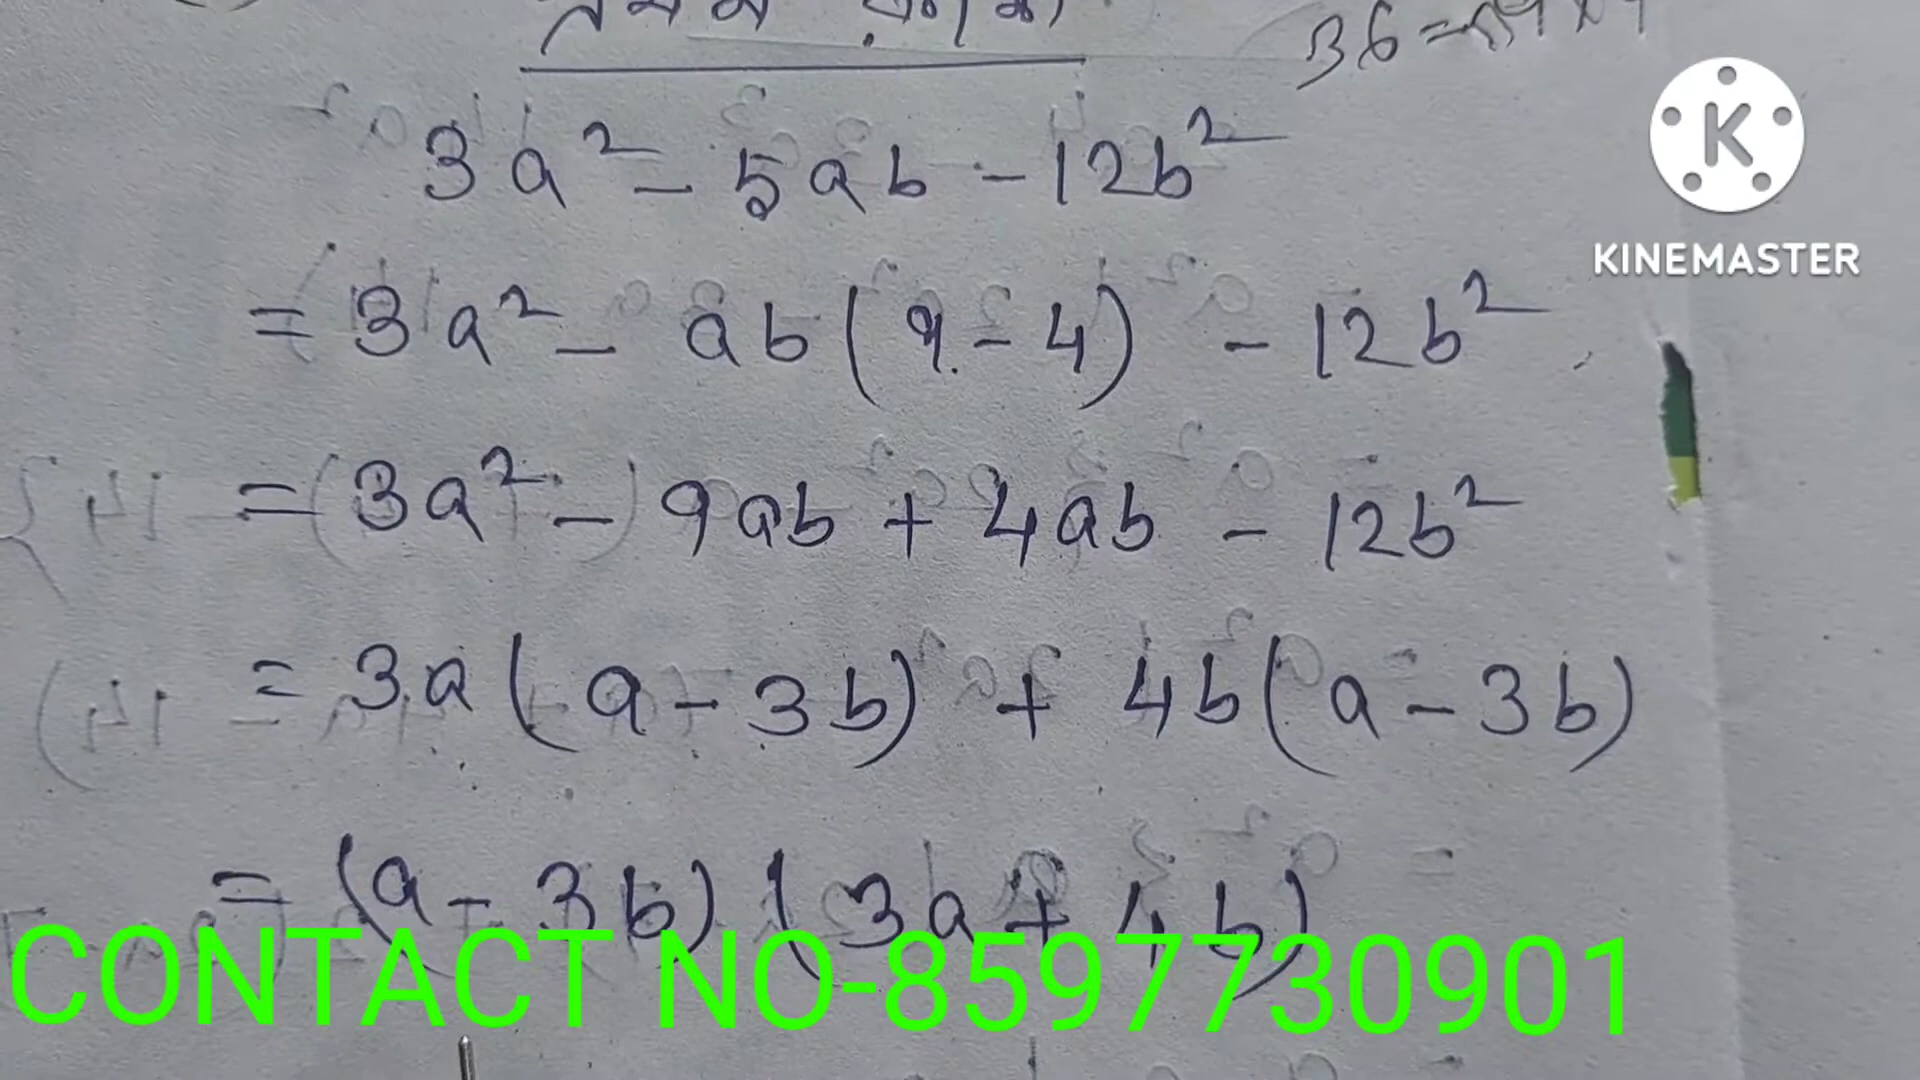 3a² - 5ab - 12b²
= 3a² - ab(9-4) - 12b²
= 3a² - 9ab + 4ab - 12b²
= 3a(a-3b) + 4b(a-3b)
= (a-3b)(3a+4b)
KINEMASTER
CONTACT NO-8597730901